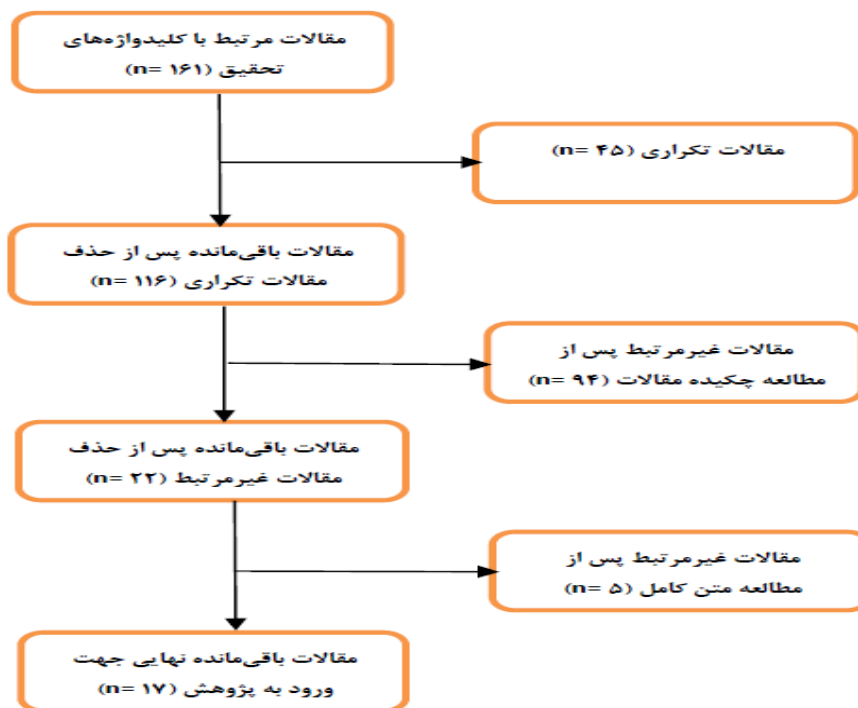 مقالات مرتبط با کلیدواژه‌های
تحقیق (n= ۱۶۱)
مقالات تکراری (n= ۴۵)
مقالات باقی‌مانده پس از حذف
مقالات تکراری (n= ۱۱۶)
مقالات غیرمرتبط پس از
مطالعه چکیده مقالات (n= ۹۴)
مقالات باقی‌مانده پس از حذف
مقالات غیرمرتبط (n= ۲۲)
مقالات غیرمرتبط پس از
مطالعه متن کامل (n= ۵)
مقالات باقی‌مانده نهایی جهت
ورود به پژوهش (n= ۱۷)